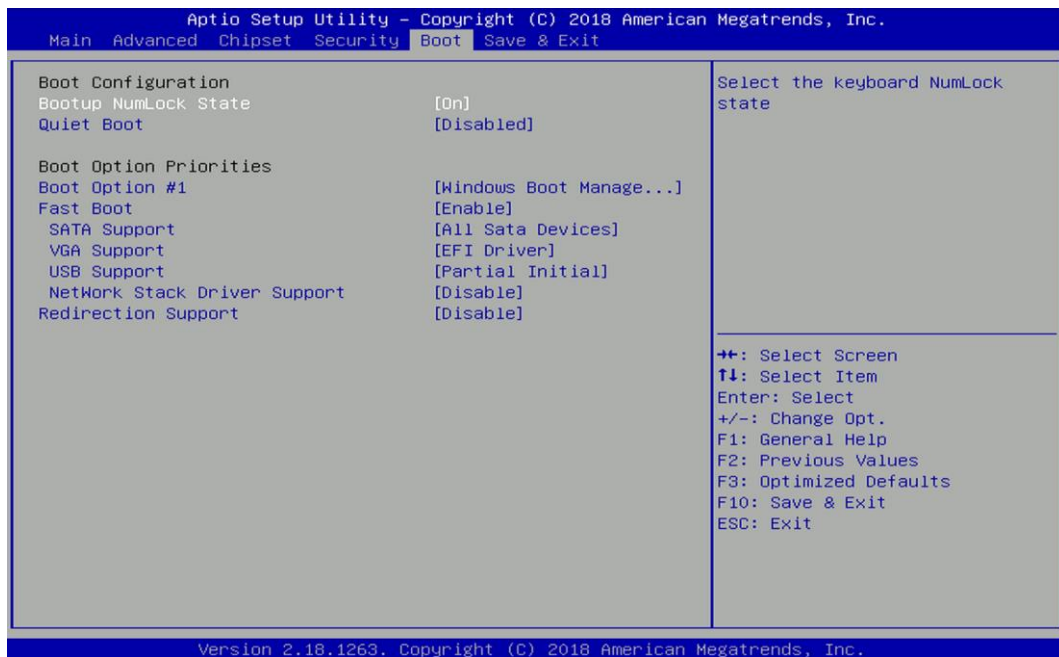 Aptio Setup Utility – Copyright (C) 2018 American Megatrends, Inc.
Main Advanced Chipset Security Boot Save & Exit
Boot Configuration
Bootup NumLock State [On]
Quiet Boot [Disabled]
Boot Option Priorities
Boot Option #1 [Windows Boot Manage...]
Fast Boot [Enable]
SATA Support [All Sata Devices]
VGA Support [EFI Driver]
USB Support [Partial Initial]
NetWork Stack Driver Support [Disable]
Redirection Support [Disable]
Select the keyboard NumLock
state
→←: Select Screen
↑↓: Select Item
Enter: Select
+/-: Change Opt.
F1: General Help
F2: Previous Values
F3: Optimized Defaults
F10: Save & Exit
ESC: Exit
Version 2.18.1263. Copyright (C) 2018 American Megatrends, Inc.